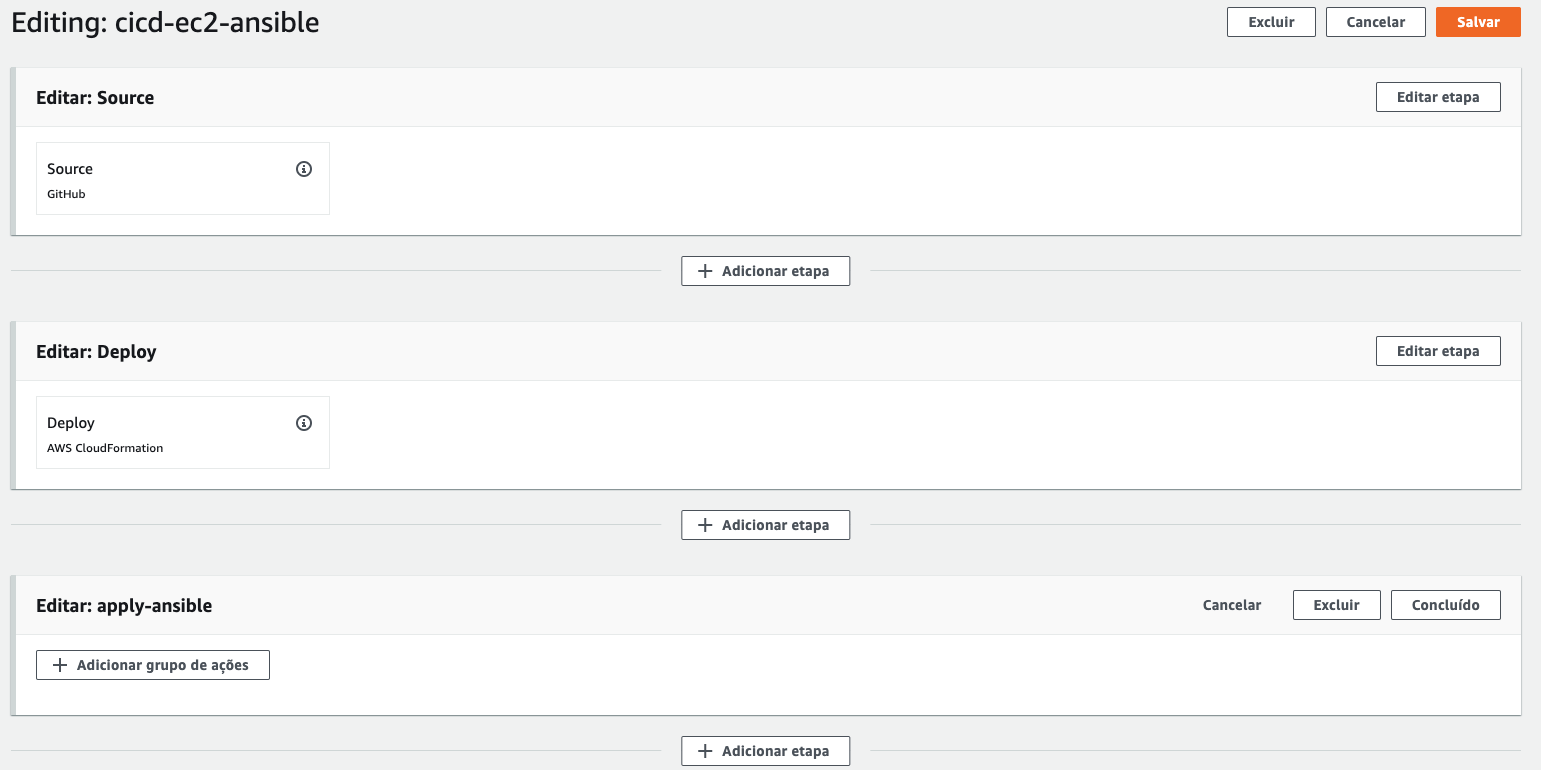 Editing: cicd-ec2-ansible
Excluir
Cancelar
Salvar
Editar: Source
Editar etapa
Source
GitHub
Adicionar etapa
Editar: Deploy
Editar etapa
Deploy
AWS CloudFormation
Adicionar etapa
Editar: apply-ansible
Cancelar
Excluir
Concluído
Adicionar grupo de ações
Adicionar etapa